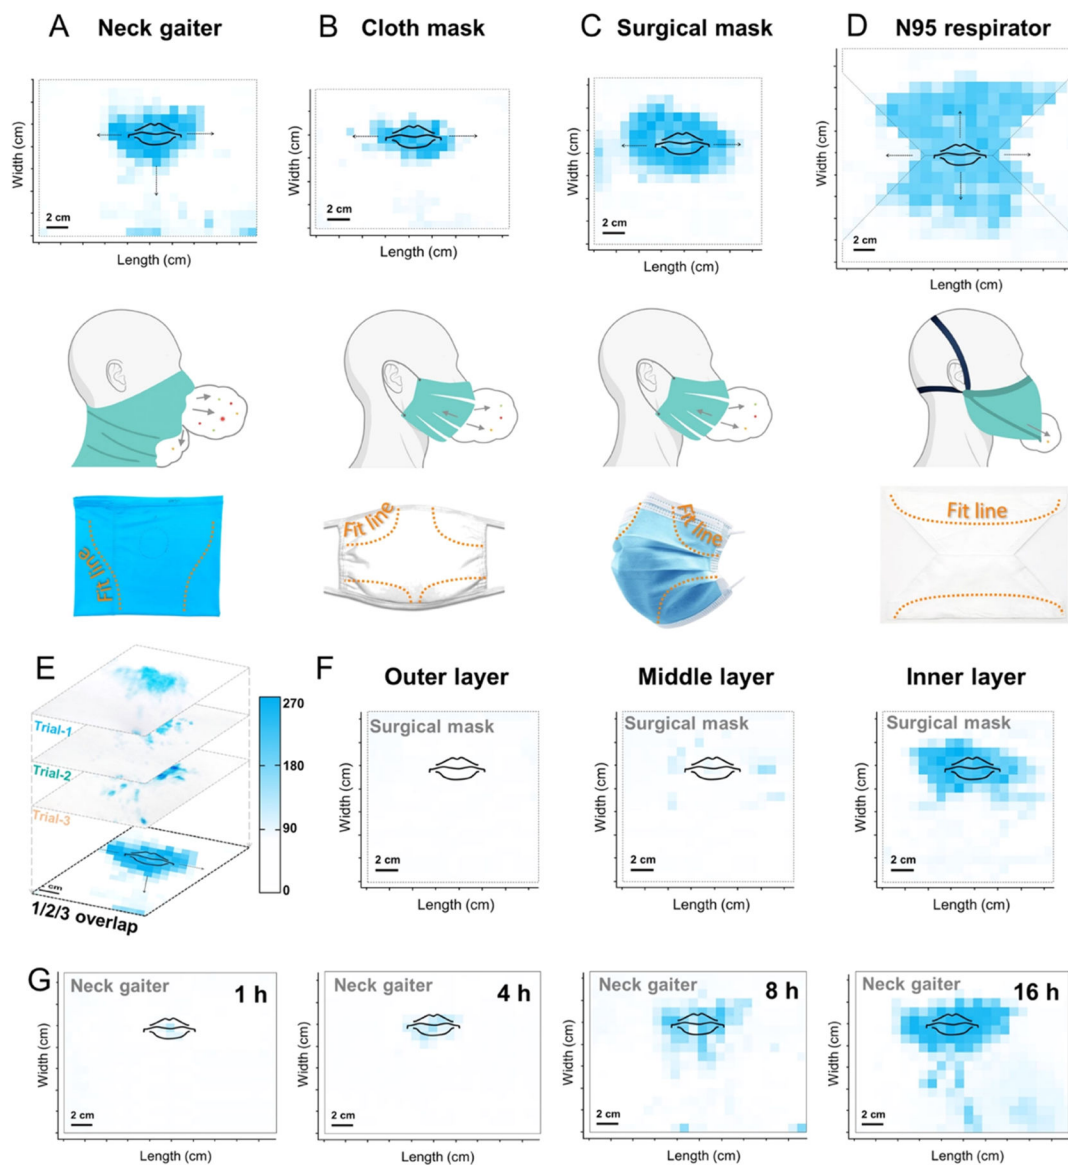 A Neck gaiter
B Cloth mask
C Surgical mask
D N95 respirator
Width (cm)
2 cm
Length (cm)
Width (cm)
2 cm
Length (cm)
Width (cm)
2 cm
Length (cm)
Width (cm)
2 cm
Length (cm)
Fit line
Fit line
Fit line
Fit line
E
Trial-1
Trial-2
Trial-3
cm
1/2/3 overlap
270
180
90
0
F
Outer layer
Surgical mask
Width (cm)
2 cm
Length (cm)
Middle layer
Width (cm)
2 cm
Length (cm)
Inner layer
Surgical mask
Width (cm)
2 cm
Length (cm)
G
Neck gaiter
1 h
Width (cm)
2 cm
Length (cm)
Neck gaiter
4 h
Width (cm)
2 cm
Length (cm)
Neck gaiter
8 h
Width (cm)
2 cm
Length (cm)
Neck gaiter
16 h
Width (cm)
2 cm
Length (cm)